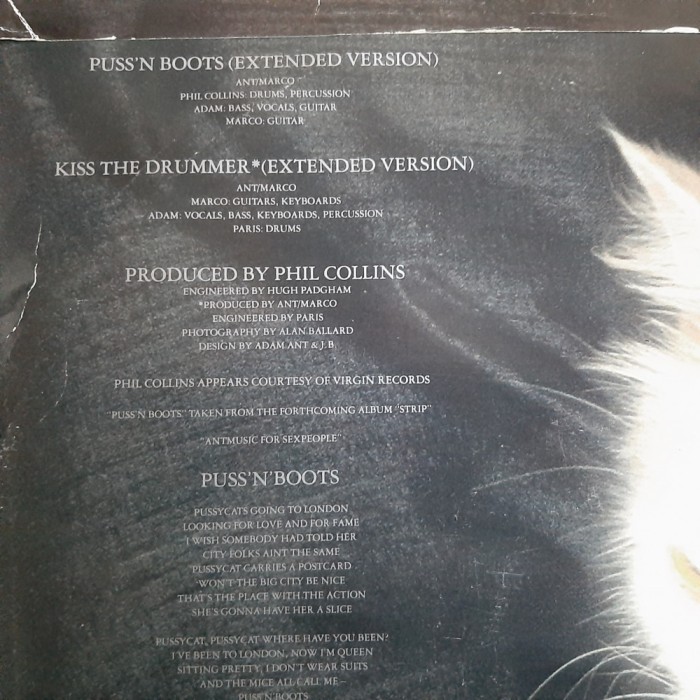 PUSS'N BOOTS (EXTENDED VERSION)
ANT/MARCO
PHIL COLLINS: DRUMS, PERCUSSION
ADAM: BASS, VOCALS, GUITAR
MARCO: GUITAR
KISS THE DRUMMER*(EXTENDED VERSION)
ANT/MARCO
MARCO: GUITARS, KEYBOARDS
ADAM: VOCALS, BASS, KEYBOARDS, PERCUSSION
PARIS: DRUMS
PRODUCED BY PHIL COLLINS
ENGINEERED BY HUGH PADGHAM
*PRODUCED BY ANT/MARCO
ENGINEERED BY PARIS
PHOTOGRAPHY BY ALAN BALLARD
DESIGN BY ADAM ANT & J.B.
PHIL COLLINS APPEARS COURTESY OF VIRGIN RECORDS
"PUSS'N BOOTS" TAKEN FROM THE FORTHCOMING ALBUM "STRIP"
"ANTMUSIC FOR SEXPEOPLE"
PUSS'N'BOOTS
PUSSYCATS GOING TO LONDON
LOOKING FOR LOVE AND FOR FAME
I WISH SOMEBODY HAD TOLD HER
CITY FOLKS AINT THE SAME
PUSSYCAT CARRIES A POSTCARD
WON'T THE BIG CITY BE NICE
THAT'S THE PLACE WITH THE ACTION
SHE'S GONNA HAVE HER A SLICE
PUSSYCAT, PUSSYCAT WHERE HAVE YOU BEEN?
I'VE BEEN TO LONDON, NOW I'M QUEEN
SITTING PRETTY, I DON'T WEAR SUITS
AND THE MICE ALL CALL ME—
PUSS'N'BOOTS